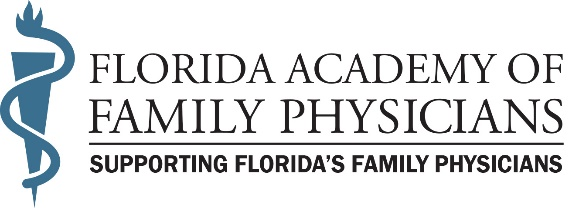 FLORIDA ACADEMY OF
FAMILY PHYSICIANS
SUPPORTING FLORIDA'S FAMILY PHYSICIANS